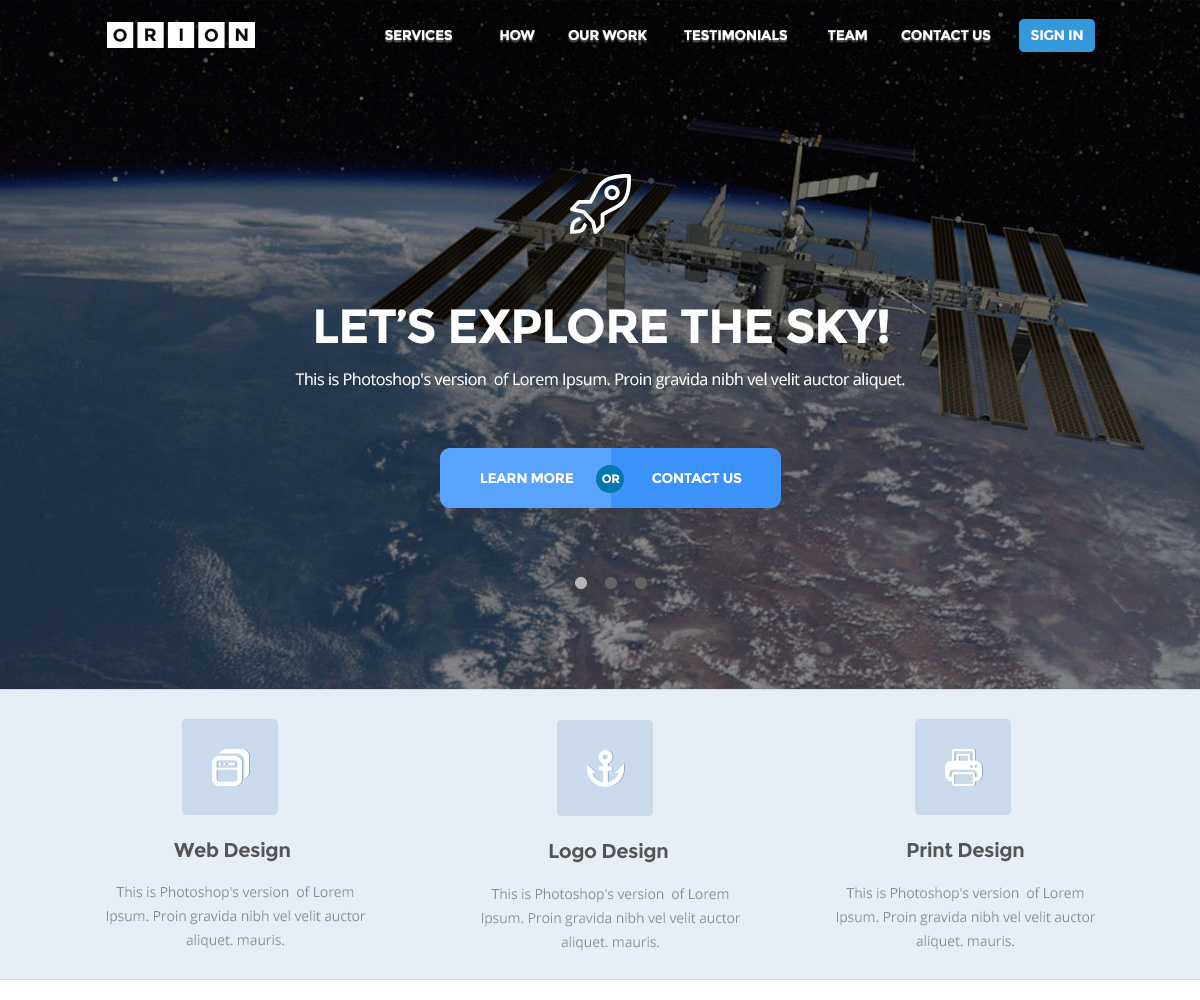 ORION
SERVICES HOW OUR WORK TESTIMONIALS TEAM CONTACT US SIGN IN
LET’S EXPLORE THE SKY!
This is Photoshop's version  of Lorem Ipsum. Proin gravida nibh vel velit auctor aliquet.
LEARN MORE OR CONTACT US
Web Design
This is Photoshop's version  of Lorem
Ipsum. Proin gravida nibh vel velit auctor
aliquet. mauris.
Logo Design
This is Photoshop's version  of Lorem
Ipsum. Proin gravida nibh vel velit auctor
aliquet. mauris.
Print Design
This is Photoshop's version  of Lorem
Ipsum. Proin gravida nibh vel velit auctor
aliquet. mauris.